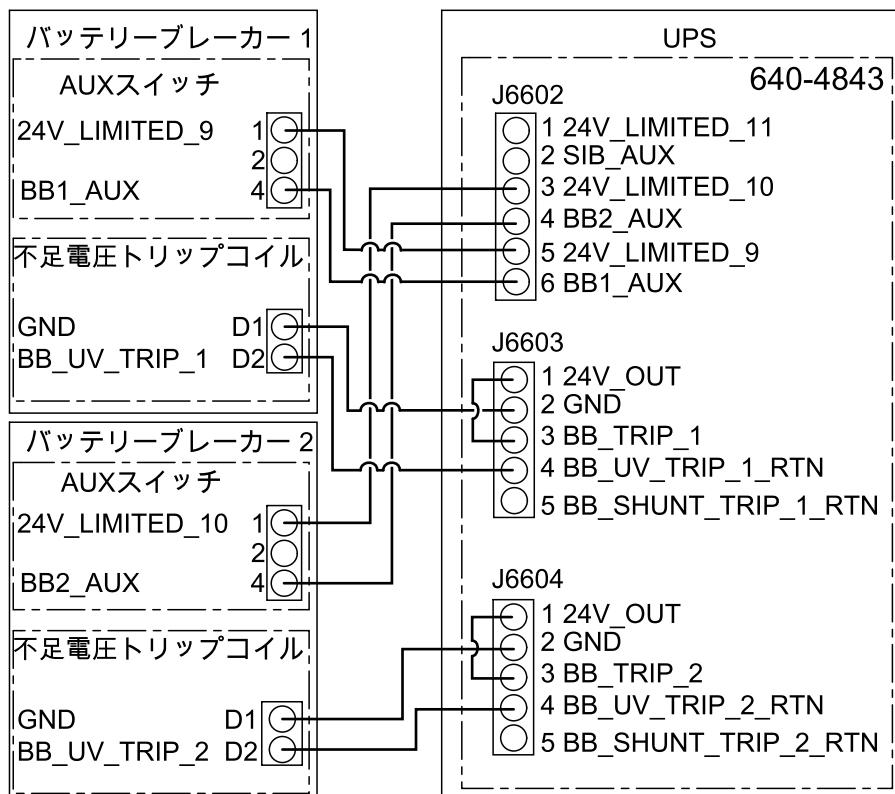 バッテリーブレーカー 1
AUXスイッチ
24V_LIMITED_9 1
2
BB1_AUX 4
不足電圧トリップコイル
GND D1
BB_UV_TRIP_1 D2
バッテリーブレーカー 2
AUXスイッチ
24V_LIMITED_10 1
2
BB2_AUX 4
不足電圧トリップコイル
GND D1
BB_UV_TRIP_2 D2
UPS
640-4843
J6602
1 24V_LIMITED_11
2 SIB_AUX
3 24V_LIMITED_10
4 BB2_AUX
5 24V_LIMITED_9
6 BB1_AUX
J6603
1 24V_OUT
2 GND
3 BB_TRIP_1
4 BB_UV_TRIP_1_RTN
5 BB_SHUNT_TRIP_1_RTN
J6604
1 24V_OUT
2 GND
3 BB_TRIP_2
4 BB_UV_TRIP_2_RTN
5 BB_SHUNT_TRIP_2_RTN